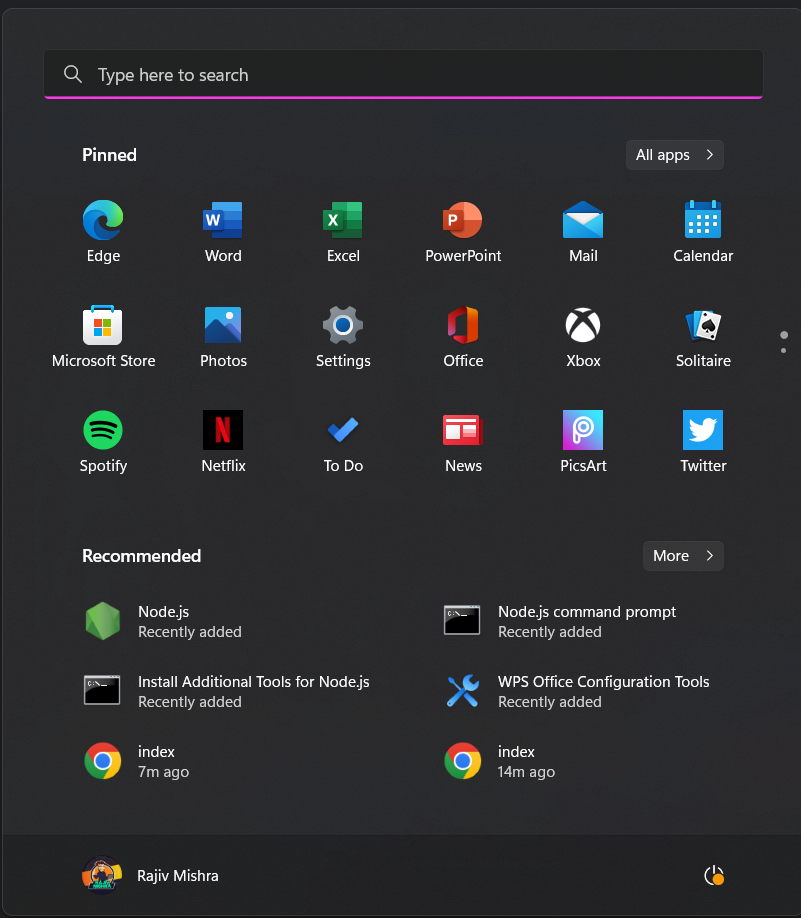 Type here to search
Pinned
All apps
Edge
Word
Excel
PowerPoint
Mail
Calendar
Microsoft Store
Photos
Settings
Office
Xbox
Solitaire
Spotify
Netflix
To Do
News
PicsArt
Twitter
Recommended
More
Node.js
Recently added
Node.js command prompt
Recently added
Install Additional Tools for Node.js
Recently added
WPS Office Configuration Tools
Recently added
index
7m ago
index
14m ago
Rajiv Mishra